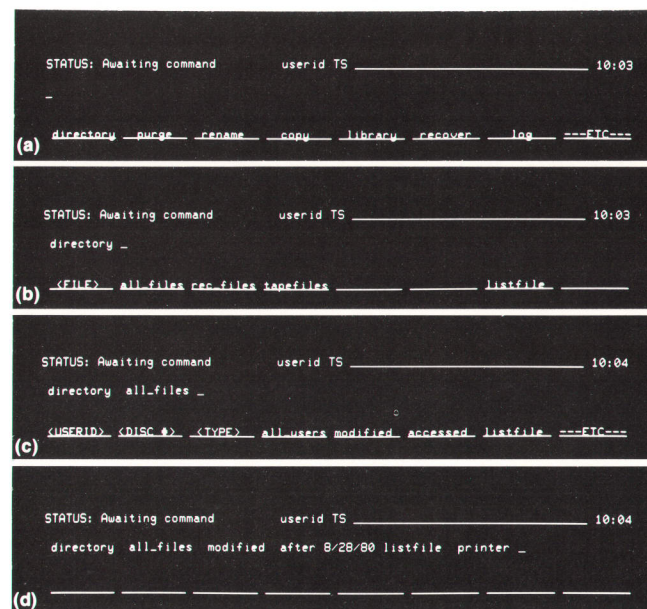 STATUS: Awaiting command userid TS 10:03
_
(a) directory purge rename copy library recover log ---ETC---
STATUS: Awaiting command userid TS 10:03
directory _
(b) <FILE> all_files rec_files tapefiles listfile
STATUS: Awaiting command userid TS 10:04
directory all_files _
(c) <USERID> <DISC #> <TYPE> all_users modified accessed listfile ---ETC---
STATUS: Awaiting command userid TS 10:04
directory all_files modified after 8/28/80 listfile printer _
(d)